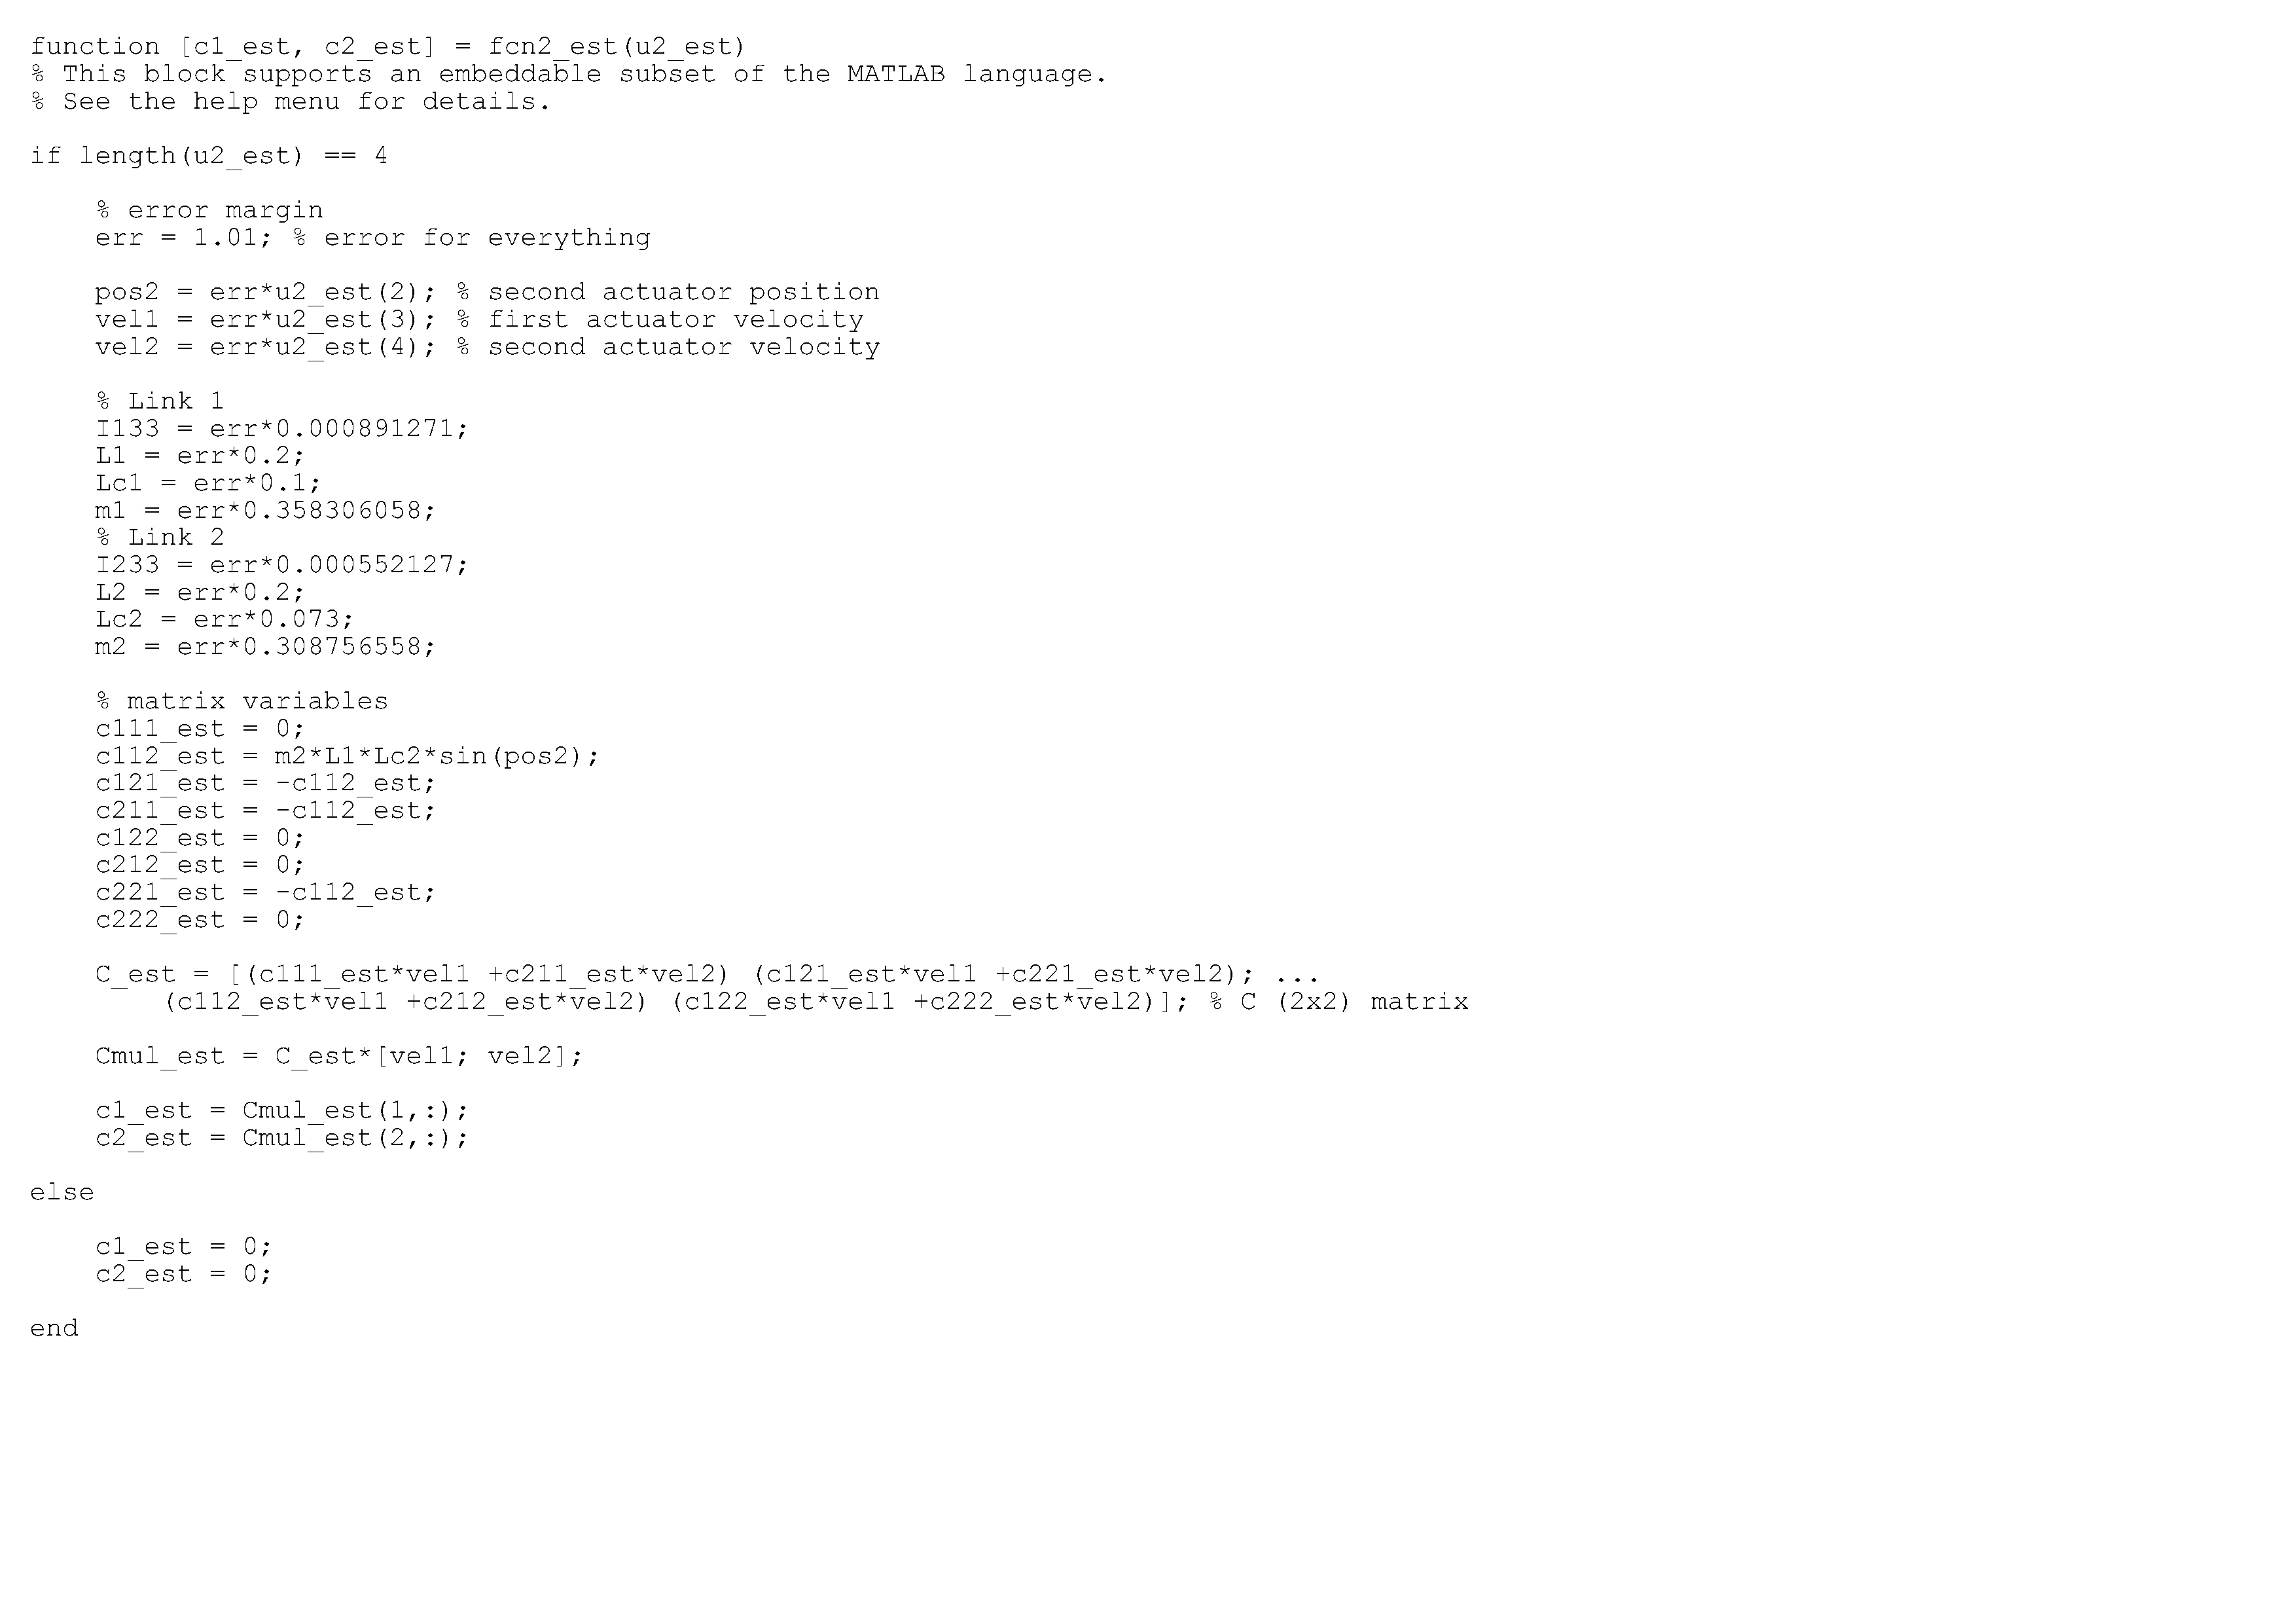 function [c1_est, c2_est] = fcn2_est(u2_est)
% This block supports an embeddable subset of the MATLAB language.
% See the help menu for details.

if length(u2_est) == 4

    % error margin
    err = 1.01; % error for everything

    pos2 = err*u2_est(2); % second actuator position
    vel1 = err*u2_est(3); % first actuator velocity
    vel2 = err*u2_est(4); % second actuator velocity

    % Link 1
    I133 = err*0.000891271;
    L1 = err*0.2;
    Lc1 = err*0.1;
    m1 = err*0.358306058;
    % Link 2
    I233 = err*0.000552127;
    L2 = err*0.2;
    Lc2 = err*0.073;
    m2 = err*0.308756558;

    % matrix variables
    c111_est = 0;
    c112_est = m2*L1*Lc2*sin(pos2);
    c121_est = -c112_est;
    c211_est = -c112_est;
    c122_est = 0;
    c212_est = 0;
    c221_est = -c112_est;
    c222_est = 0;

    C_est = [(c111_est*vel1 +c211_est*vel2) (c121_est*vel1 +c221_est*vel2); ...
        (c112_est*vel1 +c212_est*vel2) (c122_est*vel1 +c222_est*vel2)]; % C (2x2) matrix

    Cmul_est = C_est*[vel1; vel2];

    c1_est = Cmul_est(1,:);
    c2_est = Cmul_est(2,:);

else

    c1_est = 0;
    c2_est = 0;

end